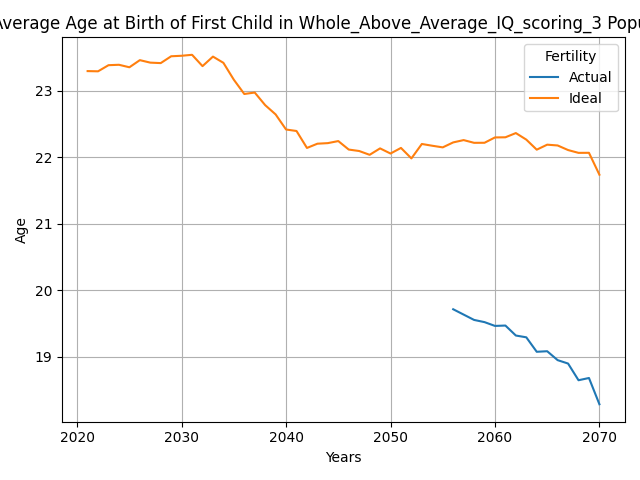 Average Age at Birth of First Child in Whole_Above_Average_IQ_scoring_3
Fertility
Actual
Ideal
23
22
21
20
19
Age
2020 2030 2040 2050 2060 2070
Years